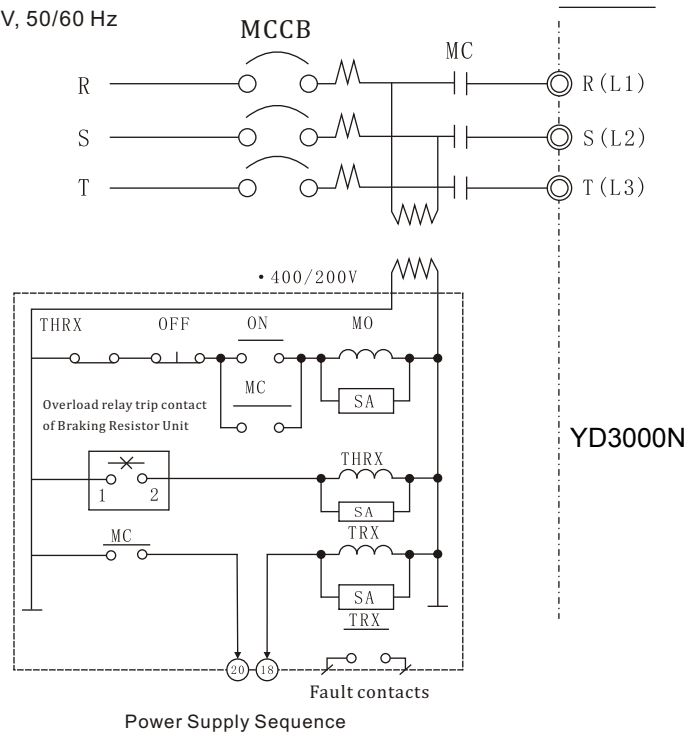 V, 50/60 Hz
MCCB
MC
R
R(L1)
S
S(L2)
T
T(L3)
• 400/200V
THRX
OFF
ON
MO
MC
SA
Overload relay trip contact
of Braking Resistor Unit
YD3000N
THRX
1
2
SA
MC
TRX
SA
TRX
20
18
Fault contacts
Power Supply Sequence